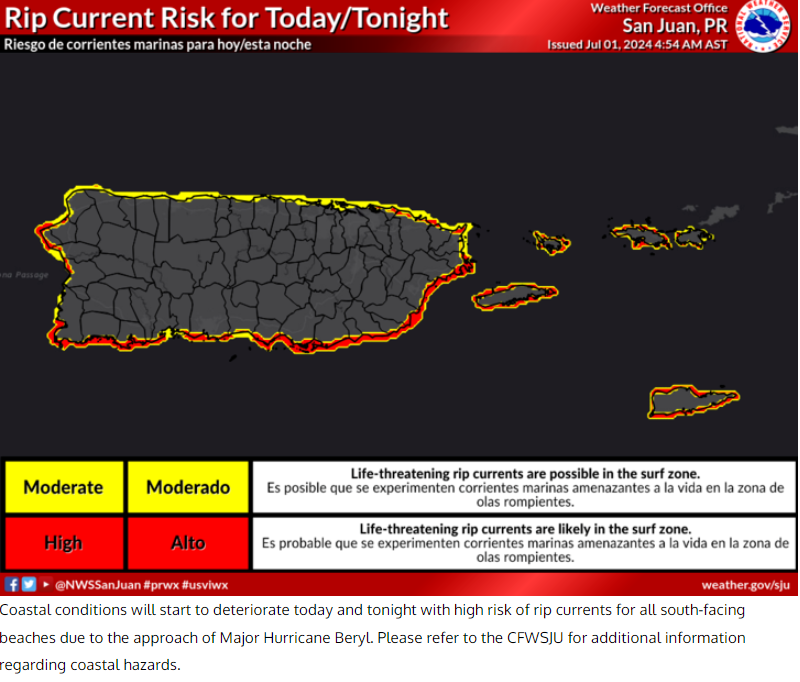 Rip Current Risk for Today/Tonight
Riesgo de corrientes marinas para hoy/esta noche
Weather Forecast Office
San Juan, PR
Issued Jul 01, 2024 4:54 AM AST
NATIONAL WEATHER SERVICE
na Passage
Moderate
Moderado
Life-threatening rip currents are possible in the surf zone.
Es posible que se experimenten corrientes marinas amenazantes a la vida en la zona de
olas rompientes.
High
Alto
Life-threatening rip currents are likely in the surf zone.
Es probable que se experimenten corrientes marinas amenazantes a la vida en la zona de
olas rompientes.
@NWSSanJuan #prwx #usviwx
weather.gov/sju
Coastal conditions will start to deteriorate today and tonight with high risk of rip currents for all south-facing
beaches due to the approach of Major Hurricane Beryl. Please refer to the CFWSJU for additional information
regarding coastal hazards.